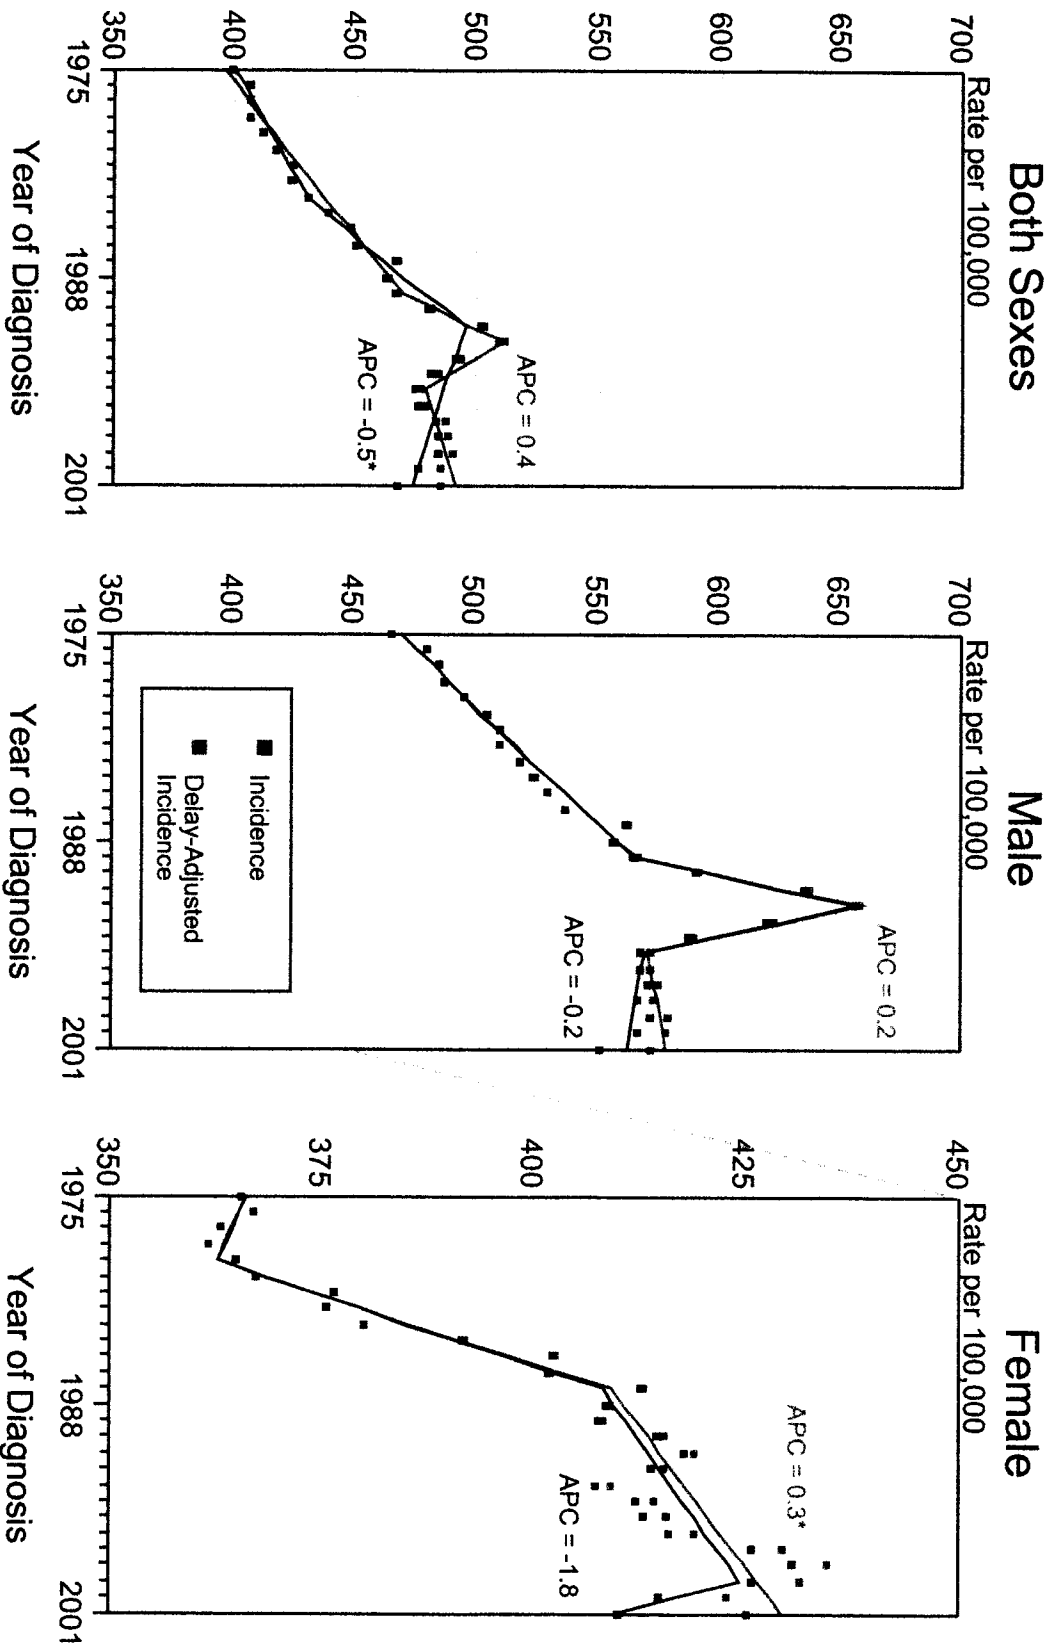 Both Sexes
Rate per 100,000
700
650
600
550
500
450
400
350
APC = 0.4
APC = -0.5*
1975
1988
2001
Year of Diagnosis
Male
Rate per 100,000
700
650
600
550
500
450
400
350
APC = 0.2
APC = -0.2
Incidence
Delay-Adjusted
Incidence
1975
1988
2001
Year of Diagnosis
Female
Rate per 100,000
450
425
400
375
350
APC = 0.3*
APC = -1.8
1975
1988
2001
Year of Diagnosis